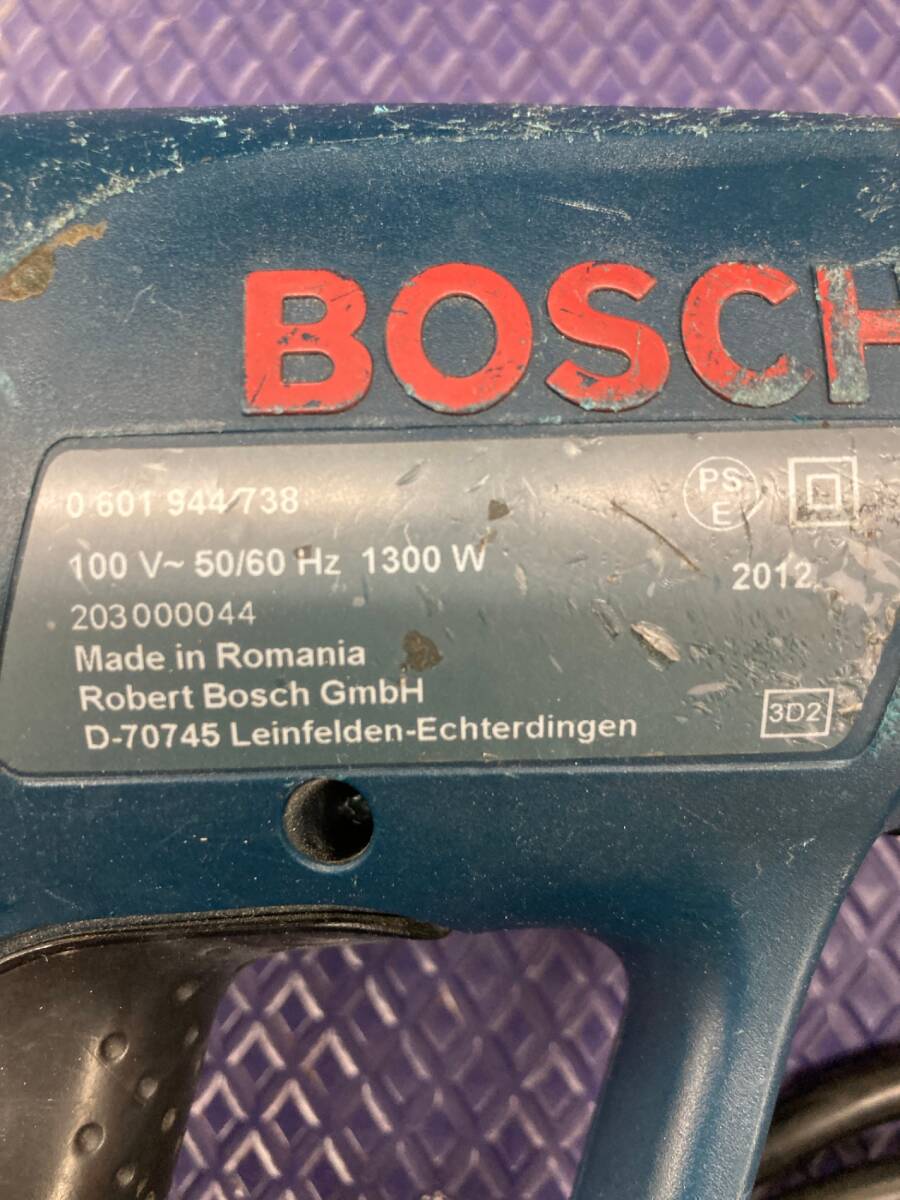 BOSCH
0 601 944 738
PS
E
100 V~ 50/60 Hz 1300 W
2012
203000044
Made in Romania
Robert Bosch GmbH
D-70745 Leinfelden-Echterdingen
3D2